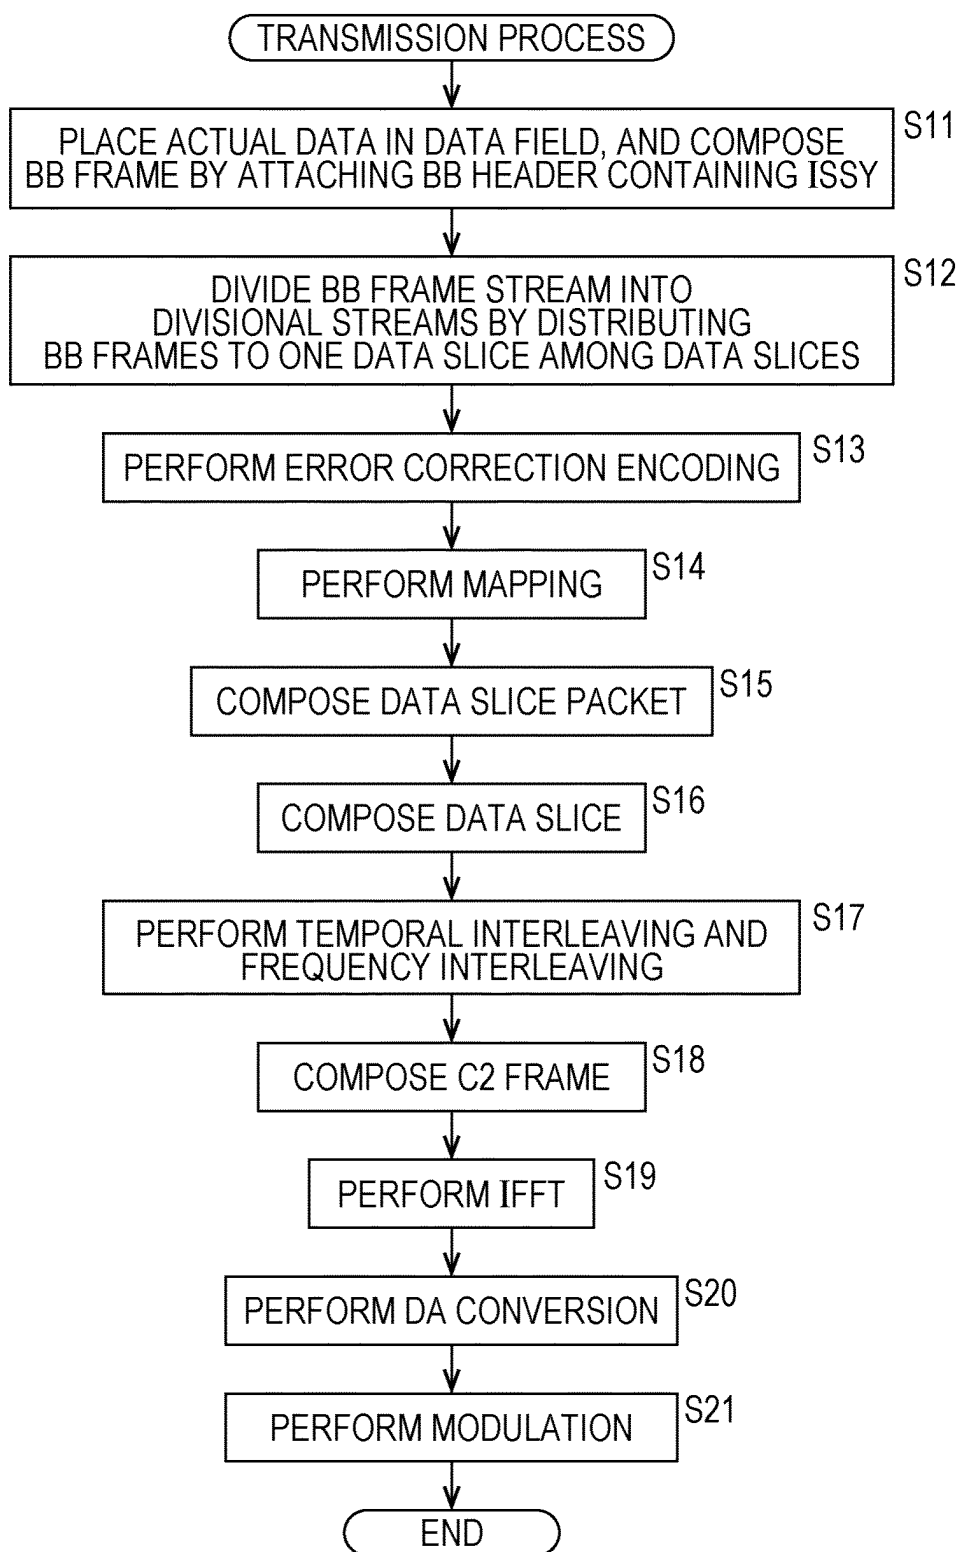 TRANSMISSION PROCESS
S11
PLACE ACTUAL DATA IN DATA FIELD, AND COMPOSE
BB FRAME BY ATTACHING BB HEADER CONTAINING ISSY
S12
DIVIDE BB FRAME STREAM INTO
DIVISIONAL STREAMS BY DISTRIBUTING
BB FRAMES TO ONE DATA SLICE AMONG DATA SLICES
S13
PERFORM ERROR CORRECTION ENCODING
S14
PERFORM MAPPING
S15
COMPOSE DATA SLICE PACKET
S16
COMPOSE DATA SLICE
S17
PERFORM TEMPORAL INTERLEAVING AND
FREQUENCY INTERLEAVING
S18
COMPOSE C2 FRAME
S19
PERFORM IFFT
S20
PERFORM DA CONVERSION
S21
PERFORM MODULATION
END